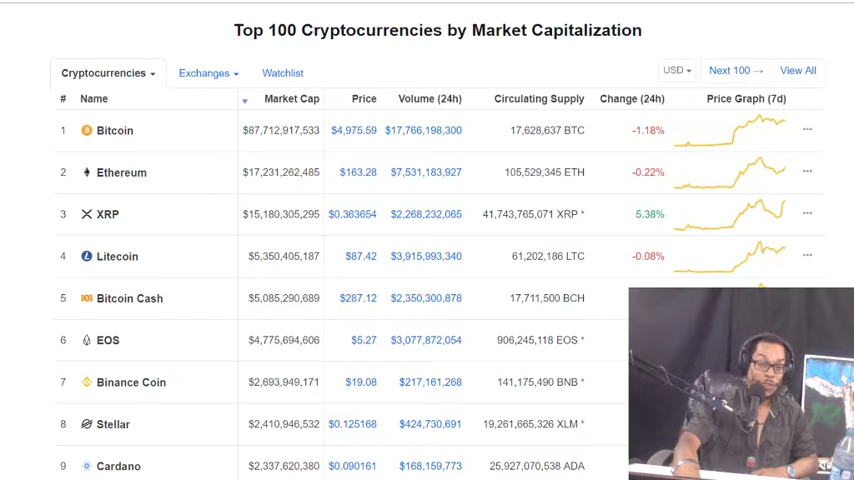 Top 100 Cryptocurrencies by Market Capitalization
Cryptocurrencies Exchanges Watchlist USD Next 100 → View All
# Name Market Cap Price Volume (24h) Circulating Supply Change (24h) Price Graph (7d)
1 Bitcoin $87,712,917,533 $4,975.59 $17,766,198,300 17,628,637 BTC -1.18%
2 Ethereum $17,231,262,485 $163.28 $7,531,183,927 105,529,345 ETH -0.22%
3 XRP $15,180,305,295 $0.363654 $2,268,232,065 41,743,765,071 XRP * 5.38%
4 Litecoin $5,350,405,187 $87.42 $3,915,993,340 61,202,186 LTC -0.08%
5 Bitcoin Cash $5,085,290,689 $287.12 $2,350,300,878 17,711,500 BCH
6 EOS $4,775,694,606 $5.27 $3,077,872,054 906,245,118 EOS *
7 Binance Coin $2,693,949,171 $19.08 $217,161,268 141,175,490 BNB *
8 Stellar $2,410,946,532 $0.125168 $424,730,691 19,261,665,326 XLM *
9 Cardano $2,337,620,380 $0.090161 $168,159,773 25,927,070,538 ADA